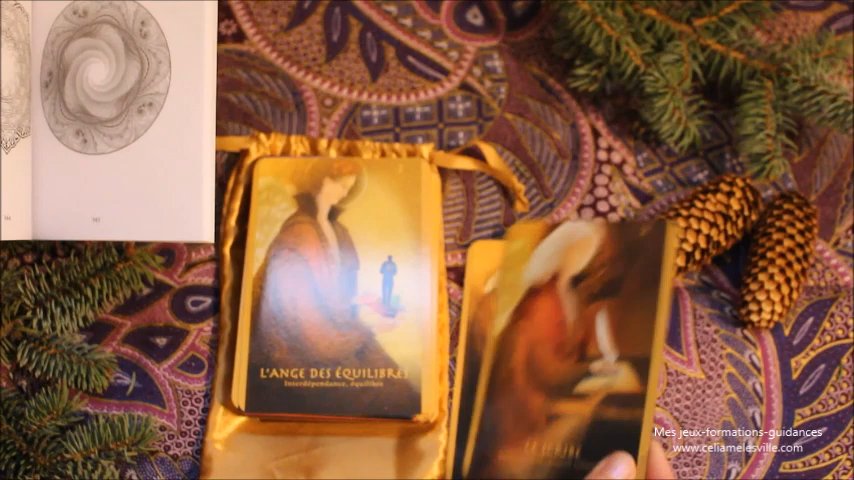 L'ANGE DES ÉQUILIBRES
Interdépendance, équilibre
Mes jeux-formations-guidances
www.celiamelesville.com